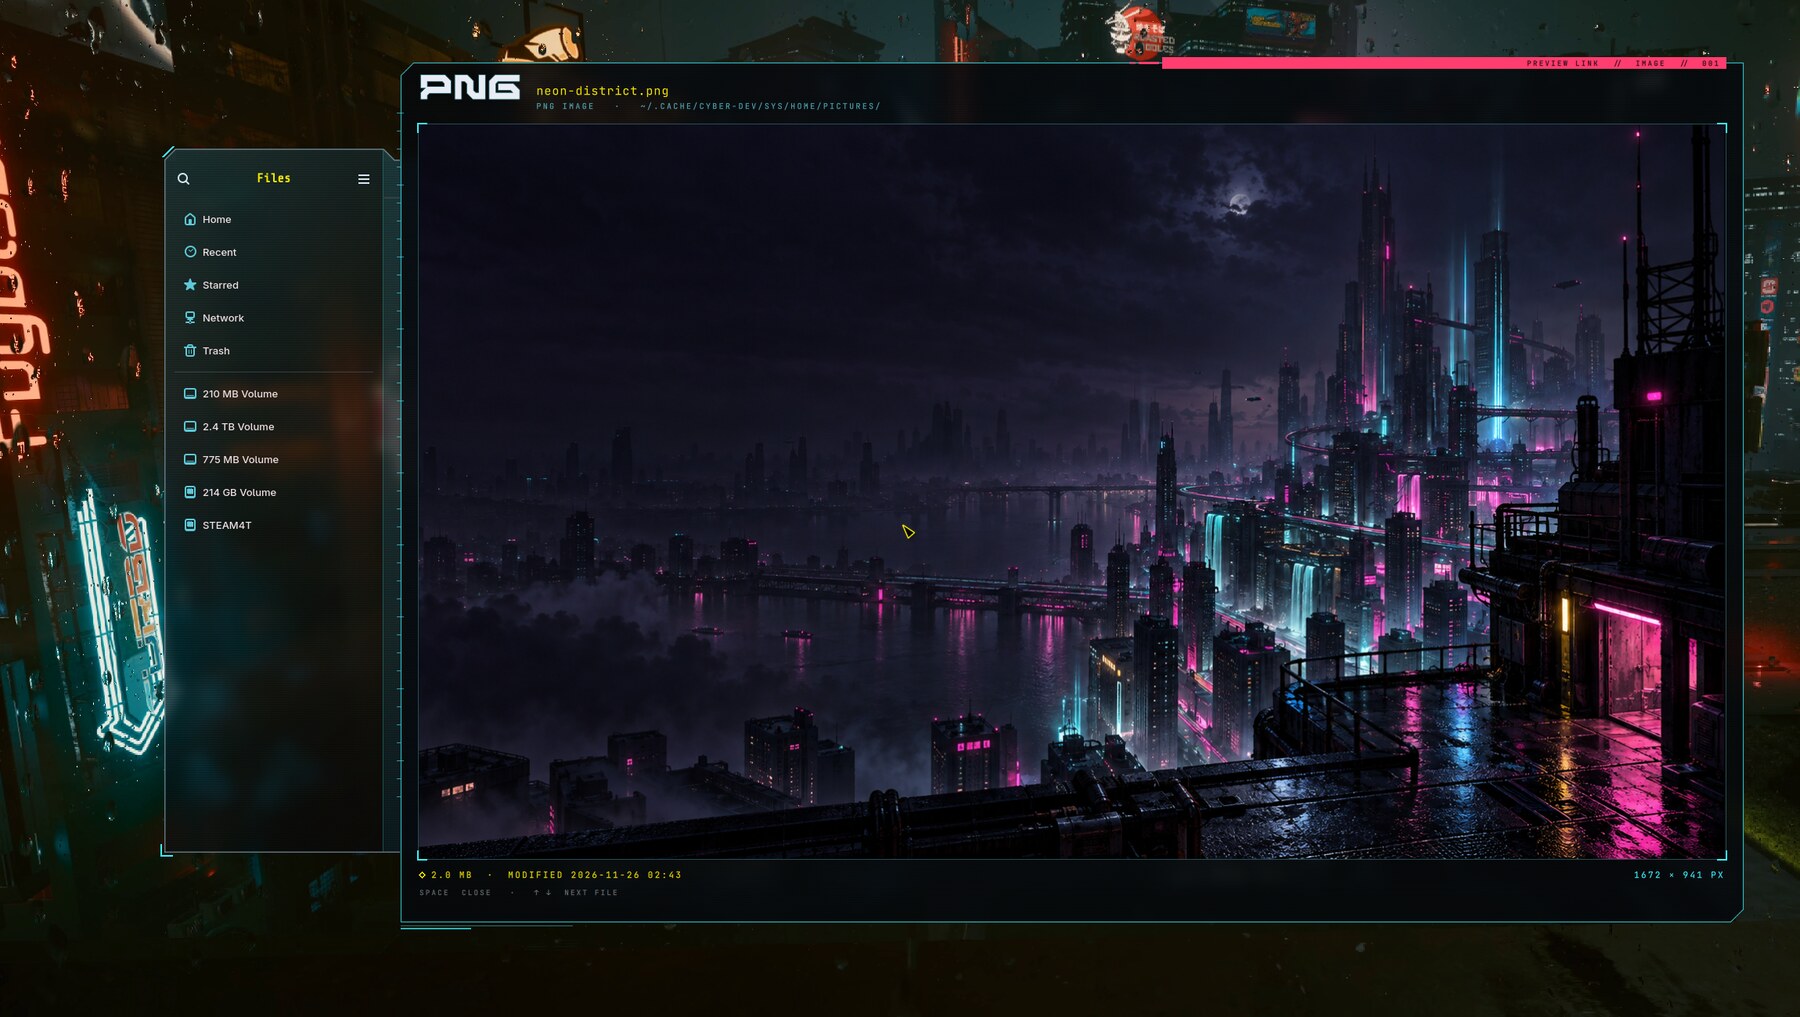 PREVIEW LINK // IMAGE // 001
PNG
neon-district.png
PNG IMAGE · ~/.CACHE/CYBER-DEV/SYS/HOME/PICTURES/
Files
Home
Recent
Starred
Network
Trash
210 MB Volume
2.4 TB Volume
775 MB Volume
214 GB Volume
STEAM4T
2.0 MB · MODIFIED 2026-11-26 02:43
1672 × 941 PX
SPACE CLOSE · ↑ ↓ NEXT FILE